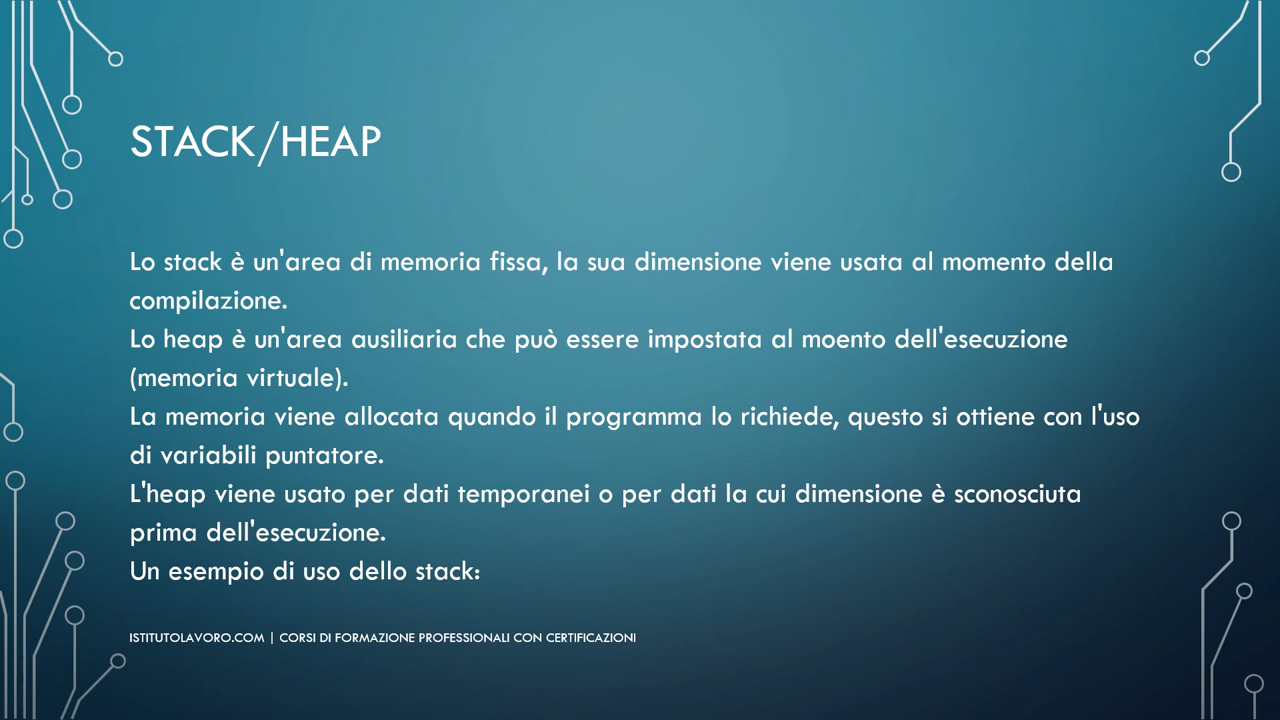 STACK/HEAP
Lo stack è un'area di memoria fissa, la sua dimensione viene usata al momento della
compilazione.
Lo heap è un'area ausiliaria che può essere impostata al moento dell'esecuzione
(memoria virtuale).
La memoria viene allocata quando il programma lo richiede, questo si ottiene con l'uso
di variabili puntatore.
L'heap viene usato per dati temporanei o per dati la cui dimensione è sconosciuta
prima dell'esecuzione.
Un esempio di uso dello stack:
ISTITUTOLAVORO.COM | CORSI DI FORMAZIONE PROFESSIONALI CON CERTIFICAZIONI